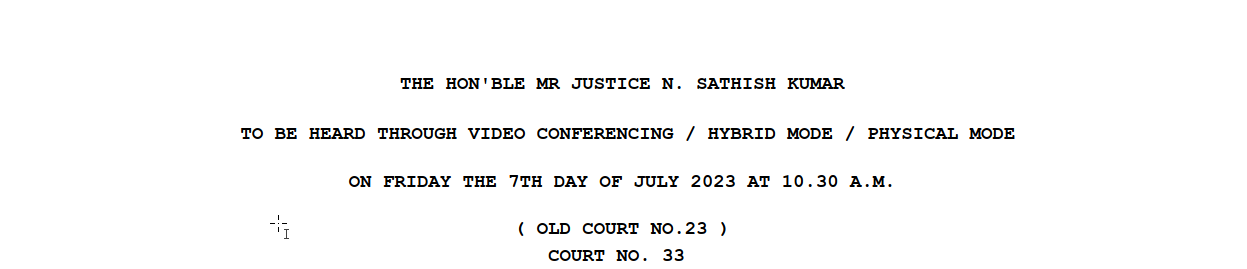 THE HON'BLE MR JUSTICE N. SATHISH KUMAR
TO BE HEARD THROUGH VIDEO CONFERENCING / HYBRID MODE / PHYSICAL MODE
ON FRIDAY THE 7TH DAY OF JULY 2023 AT 10.30 A.M.
( OLD COURT NO.23 )
COURT NO. 33